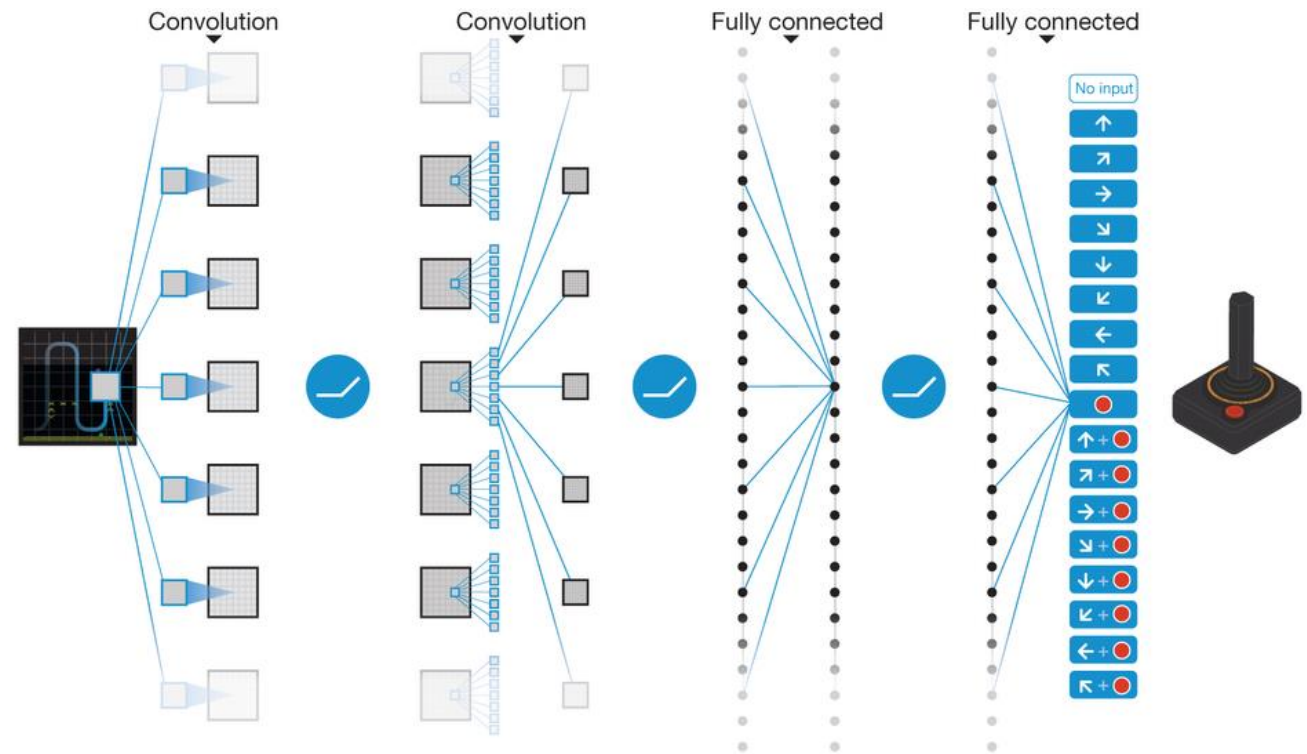 Convolution
Convolution
Fully connected
Fully connected
No input
+
+
+
+
+
+
+
+